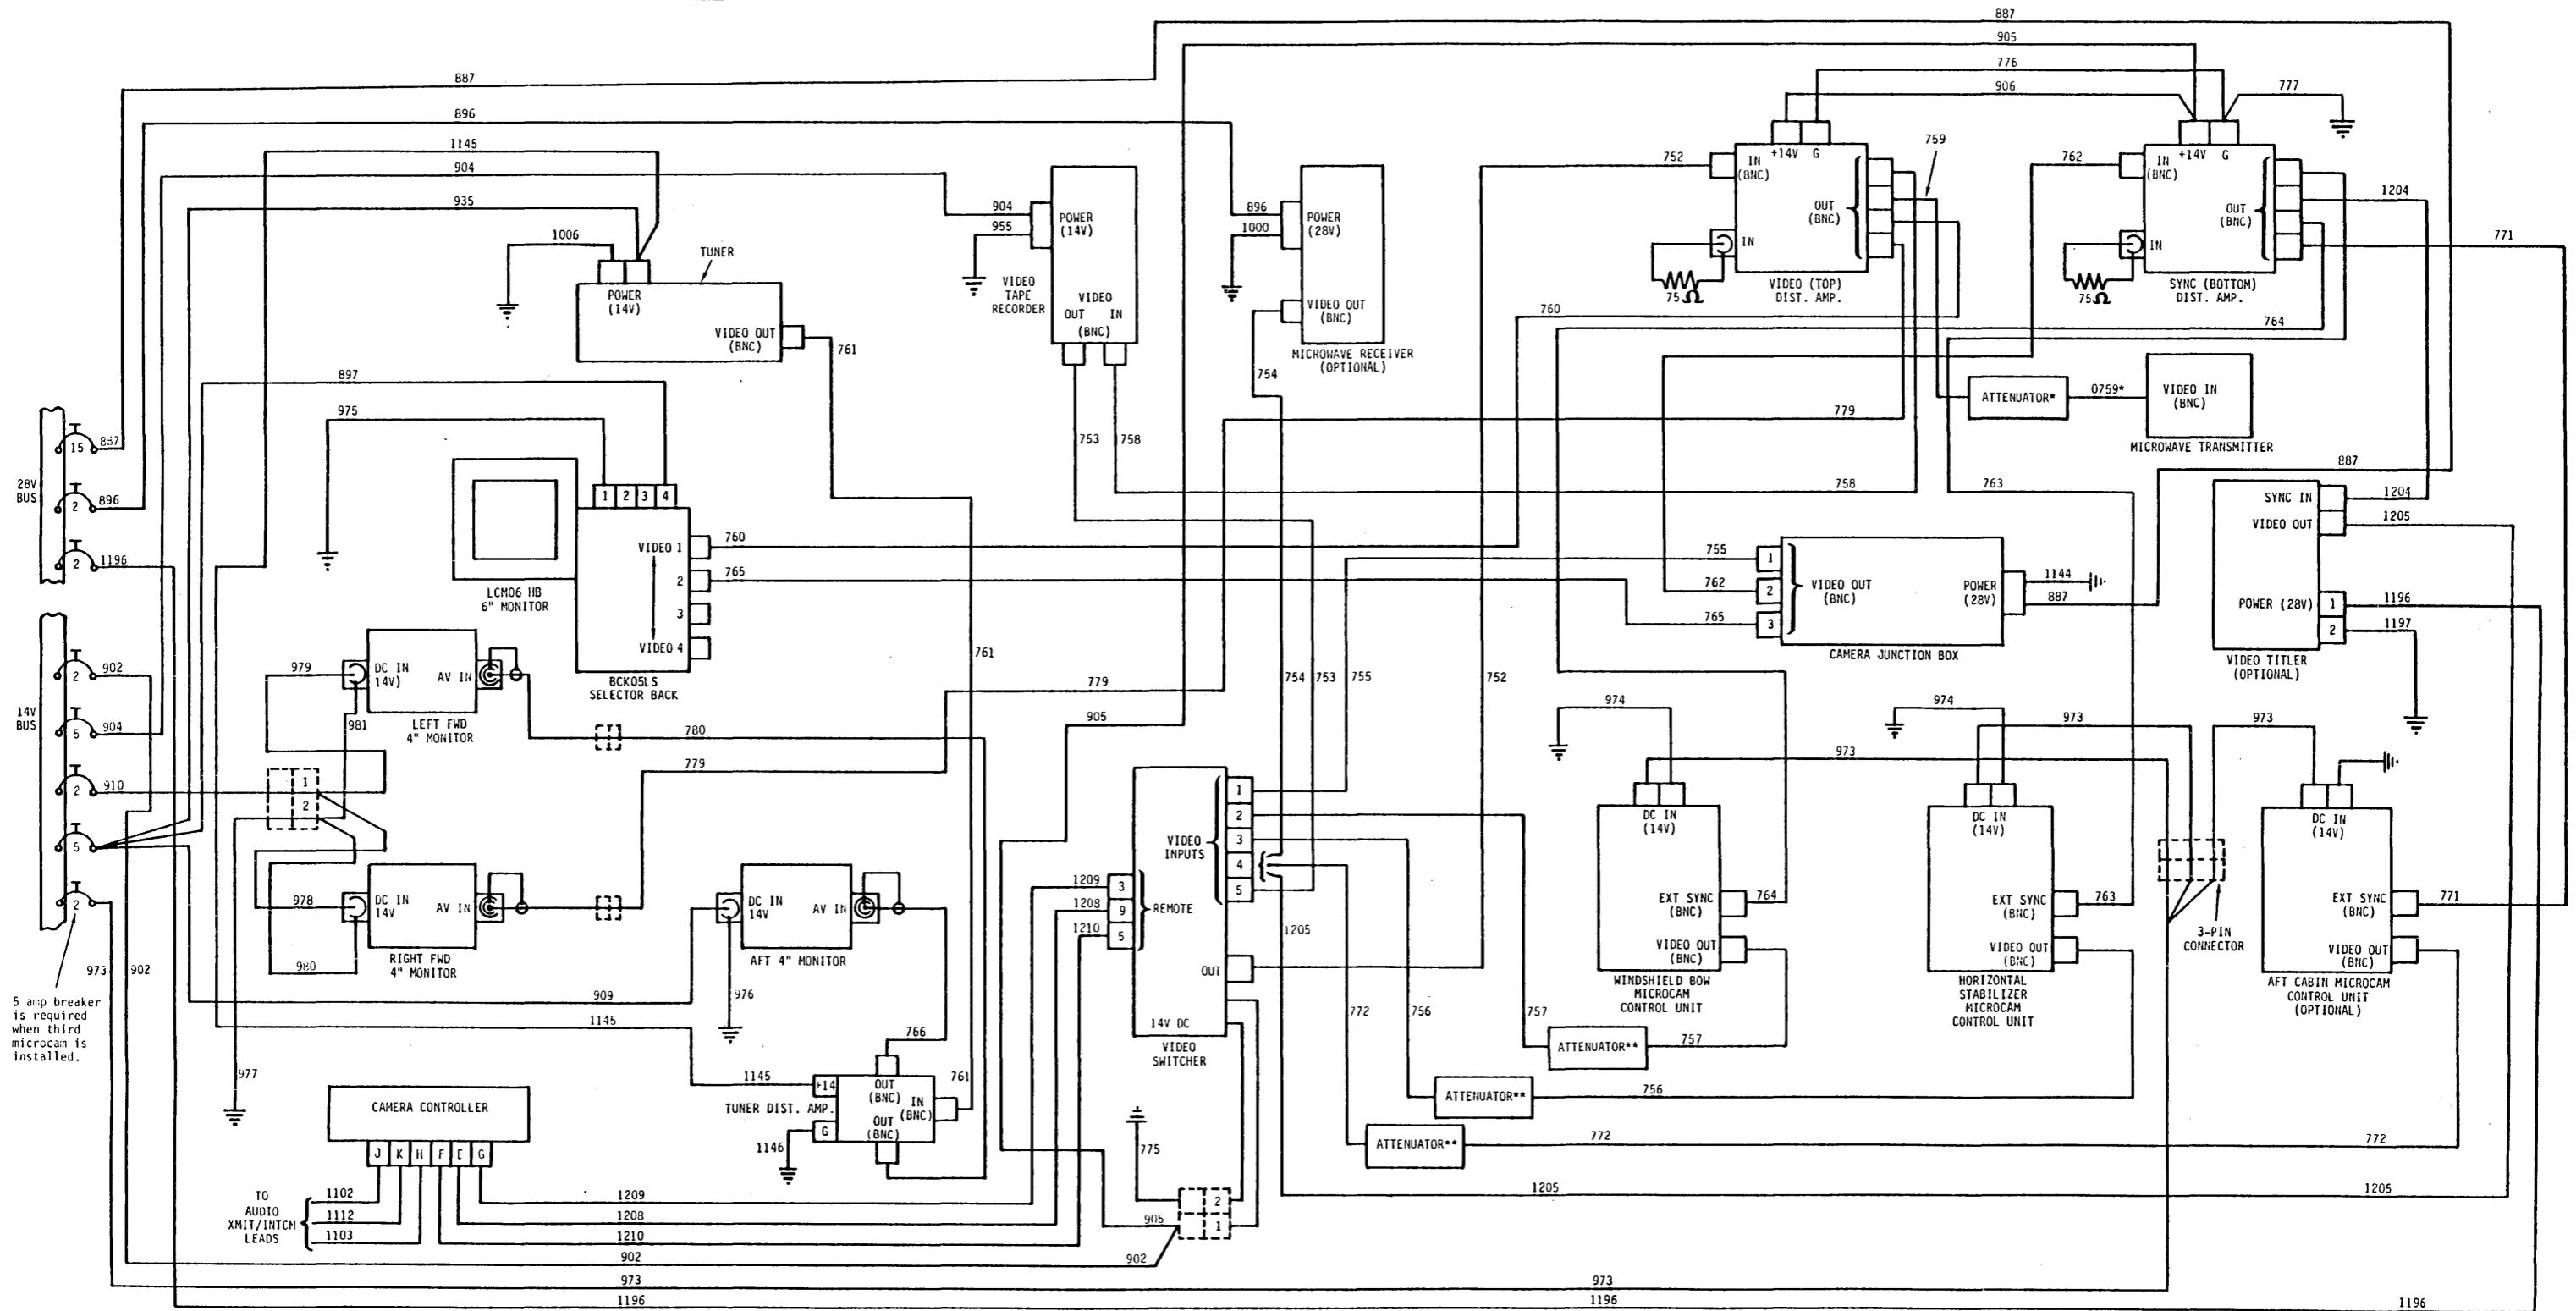 887
905
776
906
777
887
896
1145
904
935
1006
TUNER
POWER
(14V)
VIDEO OUT
(BNC)
761
904
955
POWER
(14V)
VIDEO
TAPE
RECORDER
VIDEO
OUT IN
(BNC)
896
1000
POWER
(28V)
VIDEO OUT
(BNC)
MICROWAVE RECEIVER
(OPTIONAL)
754
752
IN
(BNC)
+14V G
OUT
(BNC)
IN
75Ω
VIDEO (TOP)
DIST. AMP.
759
762
IN
(BNC)
+14V G
OUT
(BNC)
IN
75Ω
SYNC (BOTTOM)
DIST. AMP.
1204
771
760
764
ATTENUATOR*
0759*
VIDEO IN
(BNC)
MICROWAVE TRANSMITTER
779
753
758
758
763
887
897
975
28V
BUS
15
887
2
896
2
1196
1 2 3 4
LCM06 HB
6" MONITOR
VIDEO 1
2
3
VIDEO 4
BCK05LS
SELECTOR BACK
760
765
755
762
765
1
2
3
VIDEO OUT
(BNC)
POWER
(28V)
1144
887
CAMERA JUNCTION BOX
SYNC IN
VIDEO OUT
POWER (28V)
1
2
1204
1205
1196
1197
VIDEO TITLER
(OPTIONAL)
14V
BUS
2
902
5
904
2
910
5
2
979
DC IN
14V)
AV IN
981
LEFT FWD
4" MONITOR
780
779
779
761
905
754
753
755
752
1
2
978
DC IN
14V
AV IN
980
RIGHT FWD
4" MONITOR
DC IN
14V
AV IN
AFT 4" MONITOR
976
973
902
5 amp breaker
is required
when third
microcam is
installed.
909
1145
977
766
1145
+14
OUT
(BNC)
IN
(BNC)
OUT
(BNC)
G
TUNER DIST. AMP.
1146
761
VIDEO
INPUTS
1
2
3
4
5
1209
1208
1210
3
9
5
REMOTE
OUT
14V DC
VIDEO
SWITCHER
1205
772
756
757
974
973
DC IN
(14V)
EXT SYNC
(BNC)
VIDEO OUT
(BNC)
764
WINDSHIELD BOW
MICROCAM
CONTROL UNIT
974
973
DC IN
(14V)
EXT SYNC
(BNC)
VIDEO OUT
(BNC)
763
HORIZONTAL
STABILIZER
MICROCAM
CONTROL UNIT
973
3-PIN
CONNECTOR
DC IN
(14V)
EXT SYNC
(BNC)
VIDEO OUT
(BNC)
771
AFT CABIN MICROCAM
CONTROL UNIT
(OPTIONAL)
ATTENUATOR**
757
ATTENUATOR**
756
ATTENUATOR**
772
772
CAMERA CONTROLLER
J K H F E G
TO
AUDIO
XMIT/INTCM
LEADS
1102
1112
1103
1209
1208
1210
775
2
1
905
902
902
1205
1205
973
973
1196
1196
1196